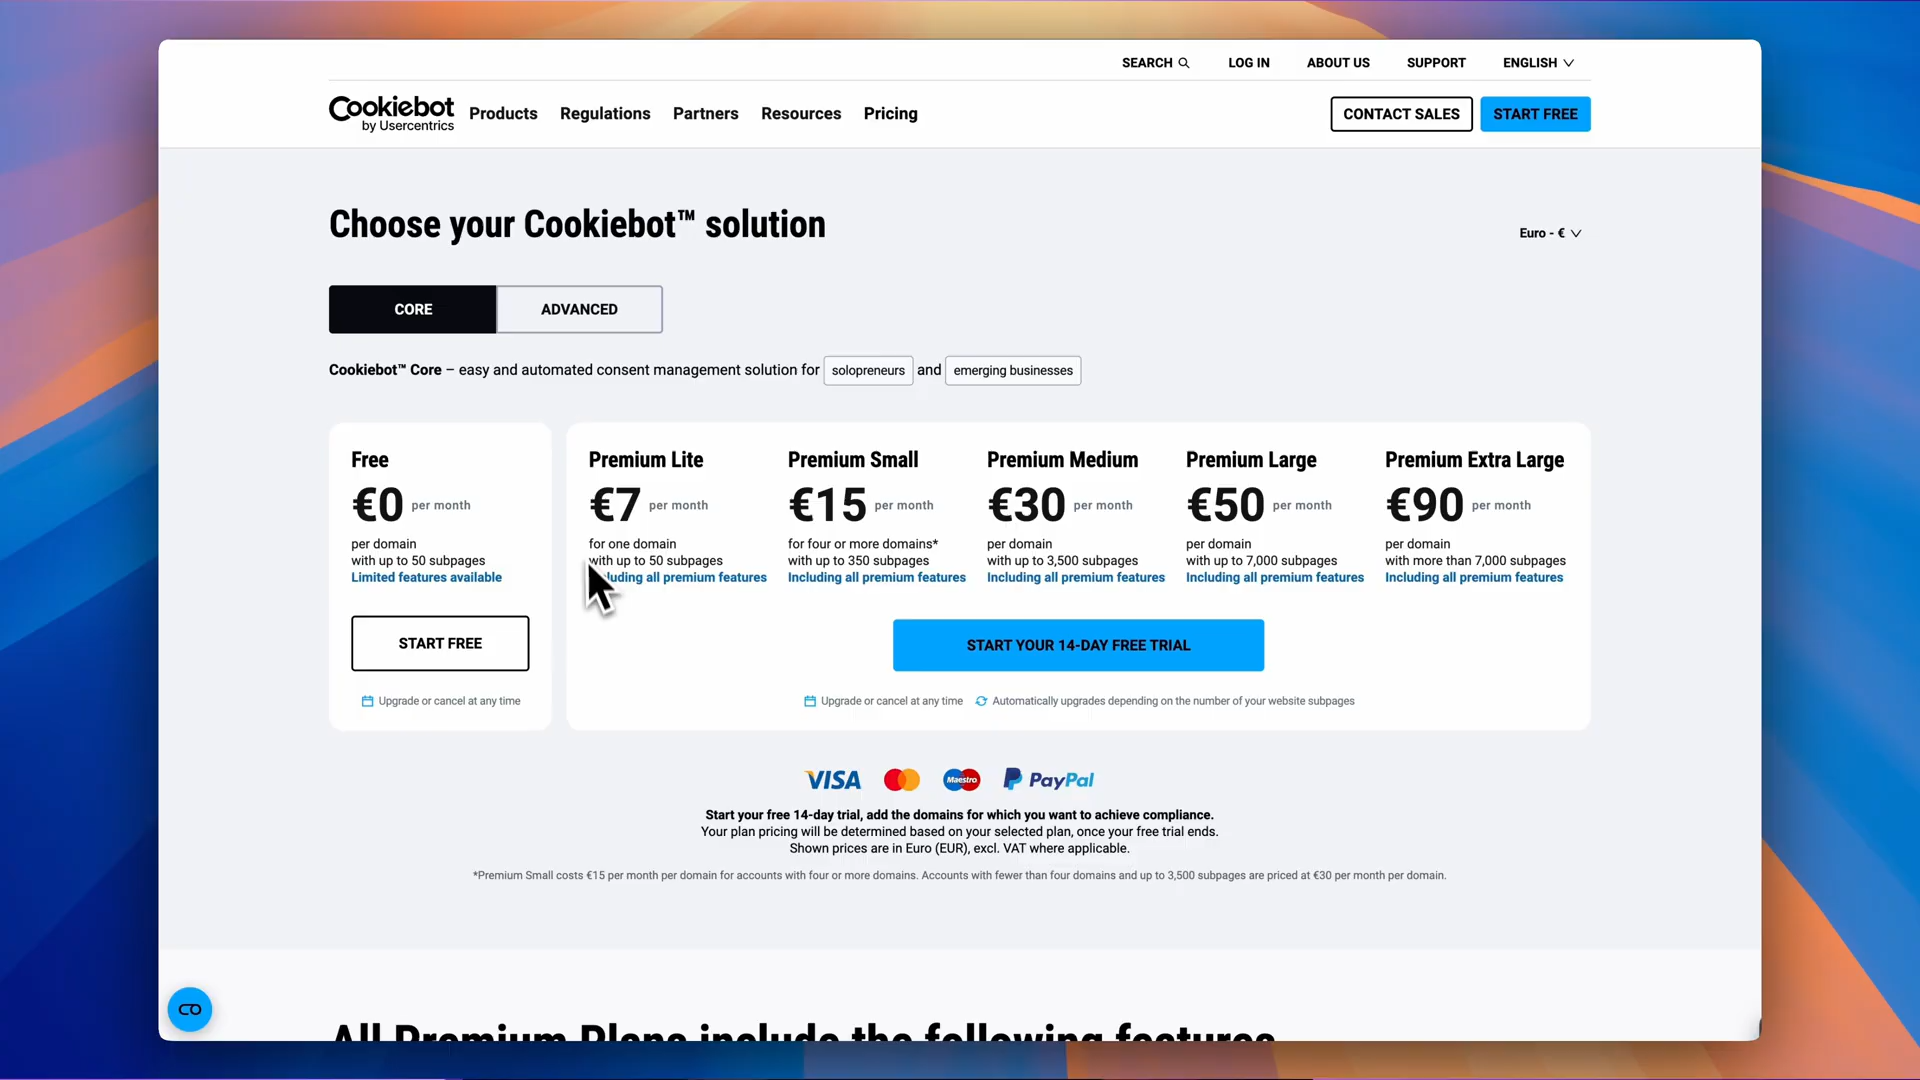 SEARCH
LOG IN
ABOUT US
SUPPORT
ENGLISH
Cookiebot
by Usercentrics
Products
Regulations
Partners
Resources
Pricing
CONTACT SALES
START FREE
Choose your Cookiebot™ solution
Euro - €
CORE
ADVANCED
Cookiebot™ Core – easy and automated consent management solution for solopreneurs and emerging businesses
Free
€0 per month
per domain
with up to 50 subpages
Limited features available
START FREE
Upgrade or cancel at any time
Premium Lite
€7 per month
for one domain
with up to 50 subpages
all premium features
Premium Small
€15 per month
for four or more domains*
with up to 350 subpages
Including all premium features
Premium Medium
€30 per month
per domain
with up to 3,500 subpages
Including all premium features
Premium Large
€50 per month
per domain
with up to 7,000 subpages
Including all premium features
Premium Extra Large
€90 per month
per domain
with more than 7,000 subpages
Including all premium features
START YOUR 14-DAY FREE TRIAL
Upgrade or cancel at any time
Automatically upgrades depending on the number of your website subpages
VISA
Maestro
PayPal
Start your free 14-day trial, add the domains for which you want to achieve compliance.
Your plan pricing will be determined based on your selected plan, once your free trial ends.
Shown prices are in Euro (EUR), excl. VAT where applicable.
*Premium Small costs €15 per month per domain for accounts with four or more domains. Accounts with fewer than four domains and up to 3,500 subpages are priced at €30 per month per domain.
All Premium Plans include the following features